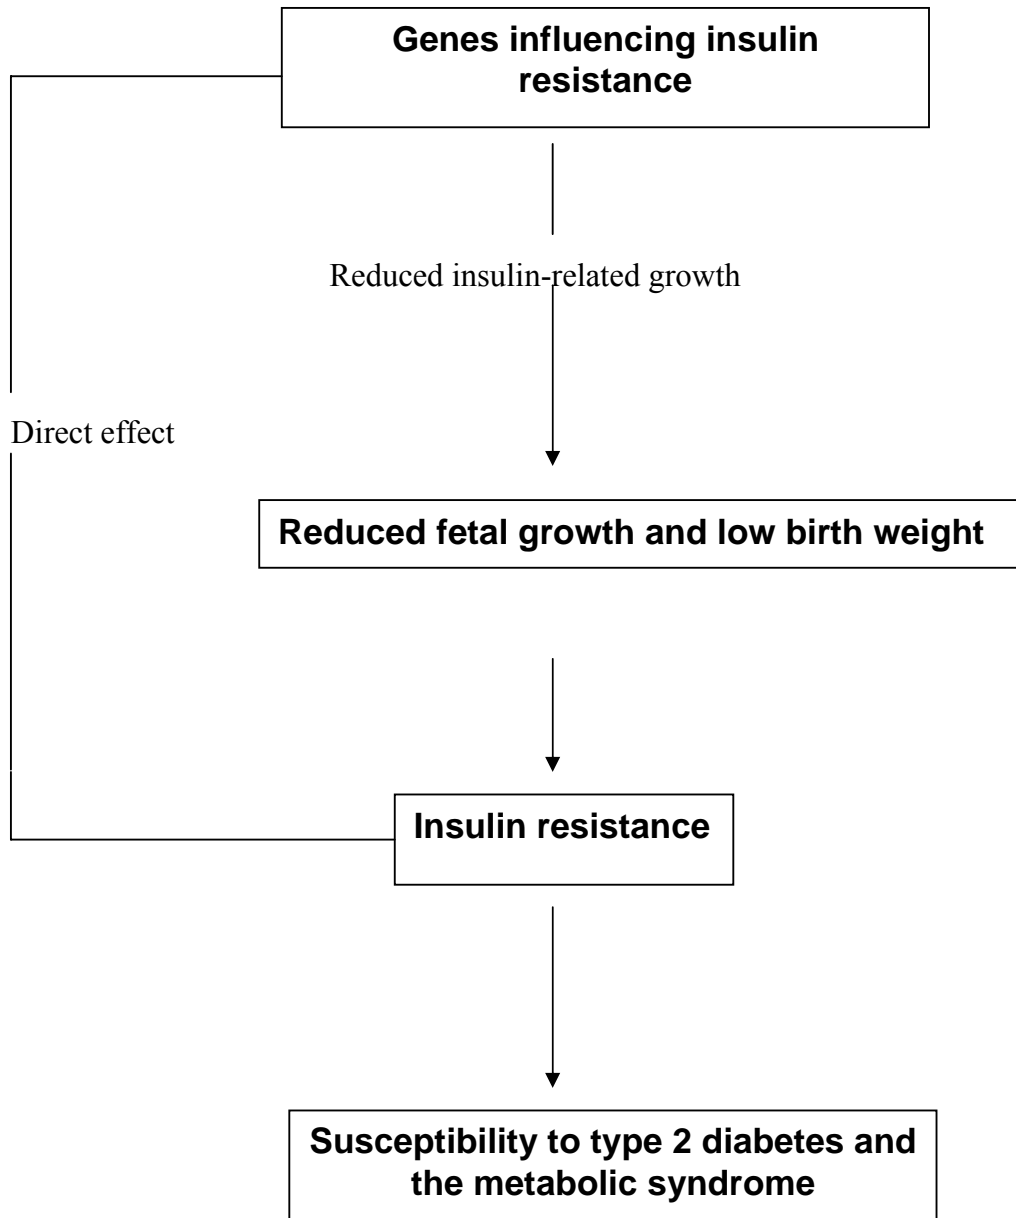 Genes influencing insulin
resistance
Reduced insulin-related growth
Direct effect
Reduced fetal growth and low birth weight
Insulin resistance
Susceptibility to type 2 diabetes and
the metabolic syndrome